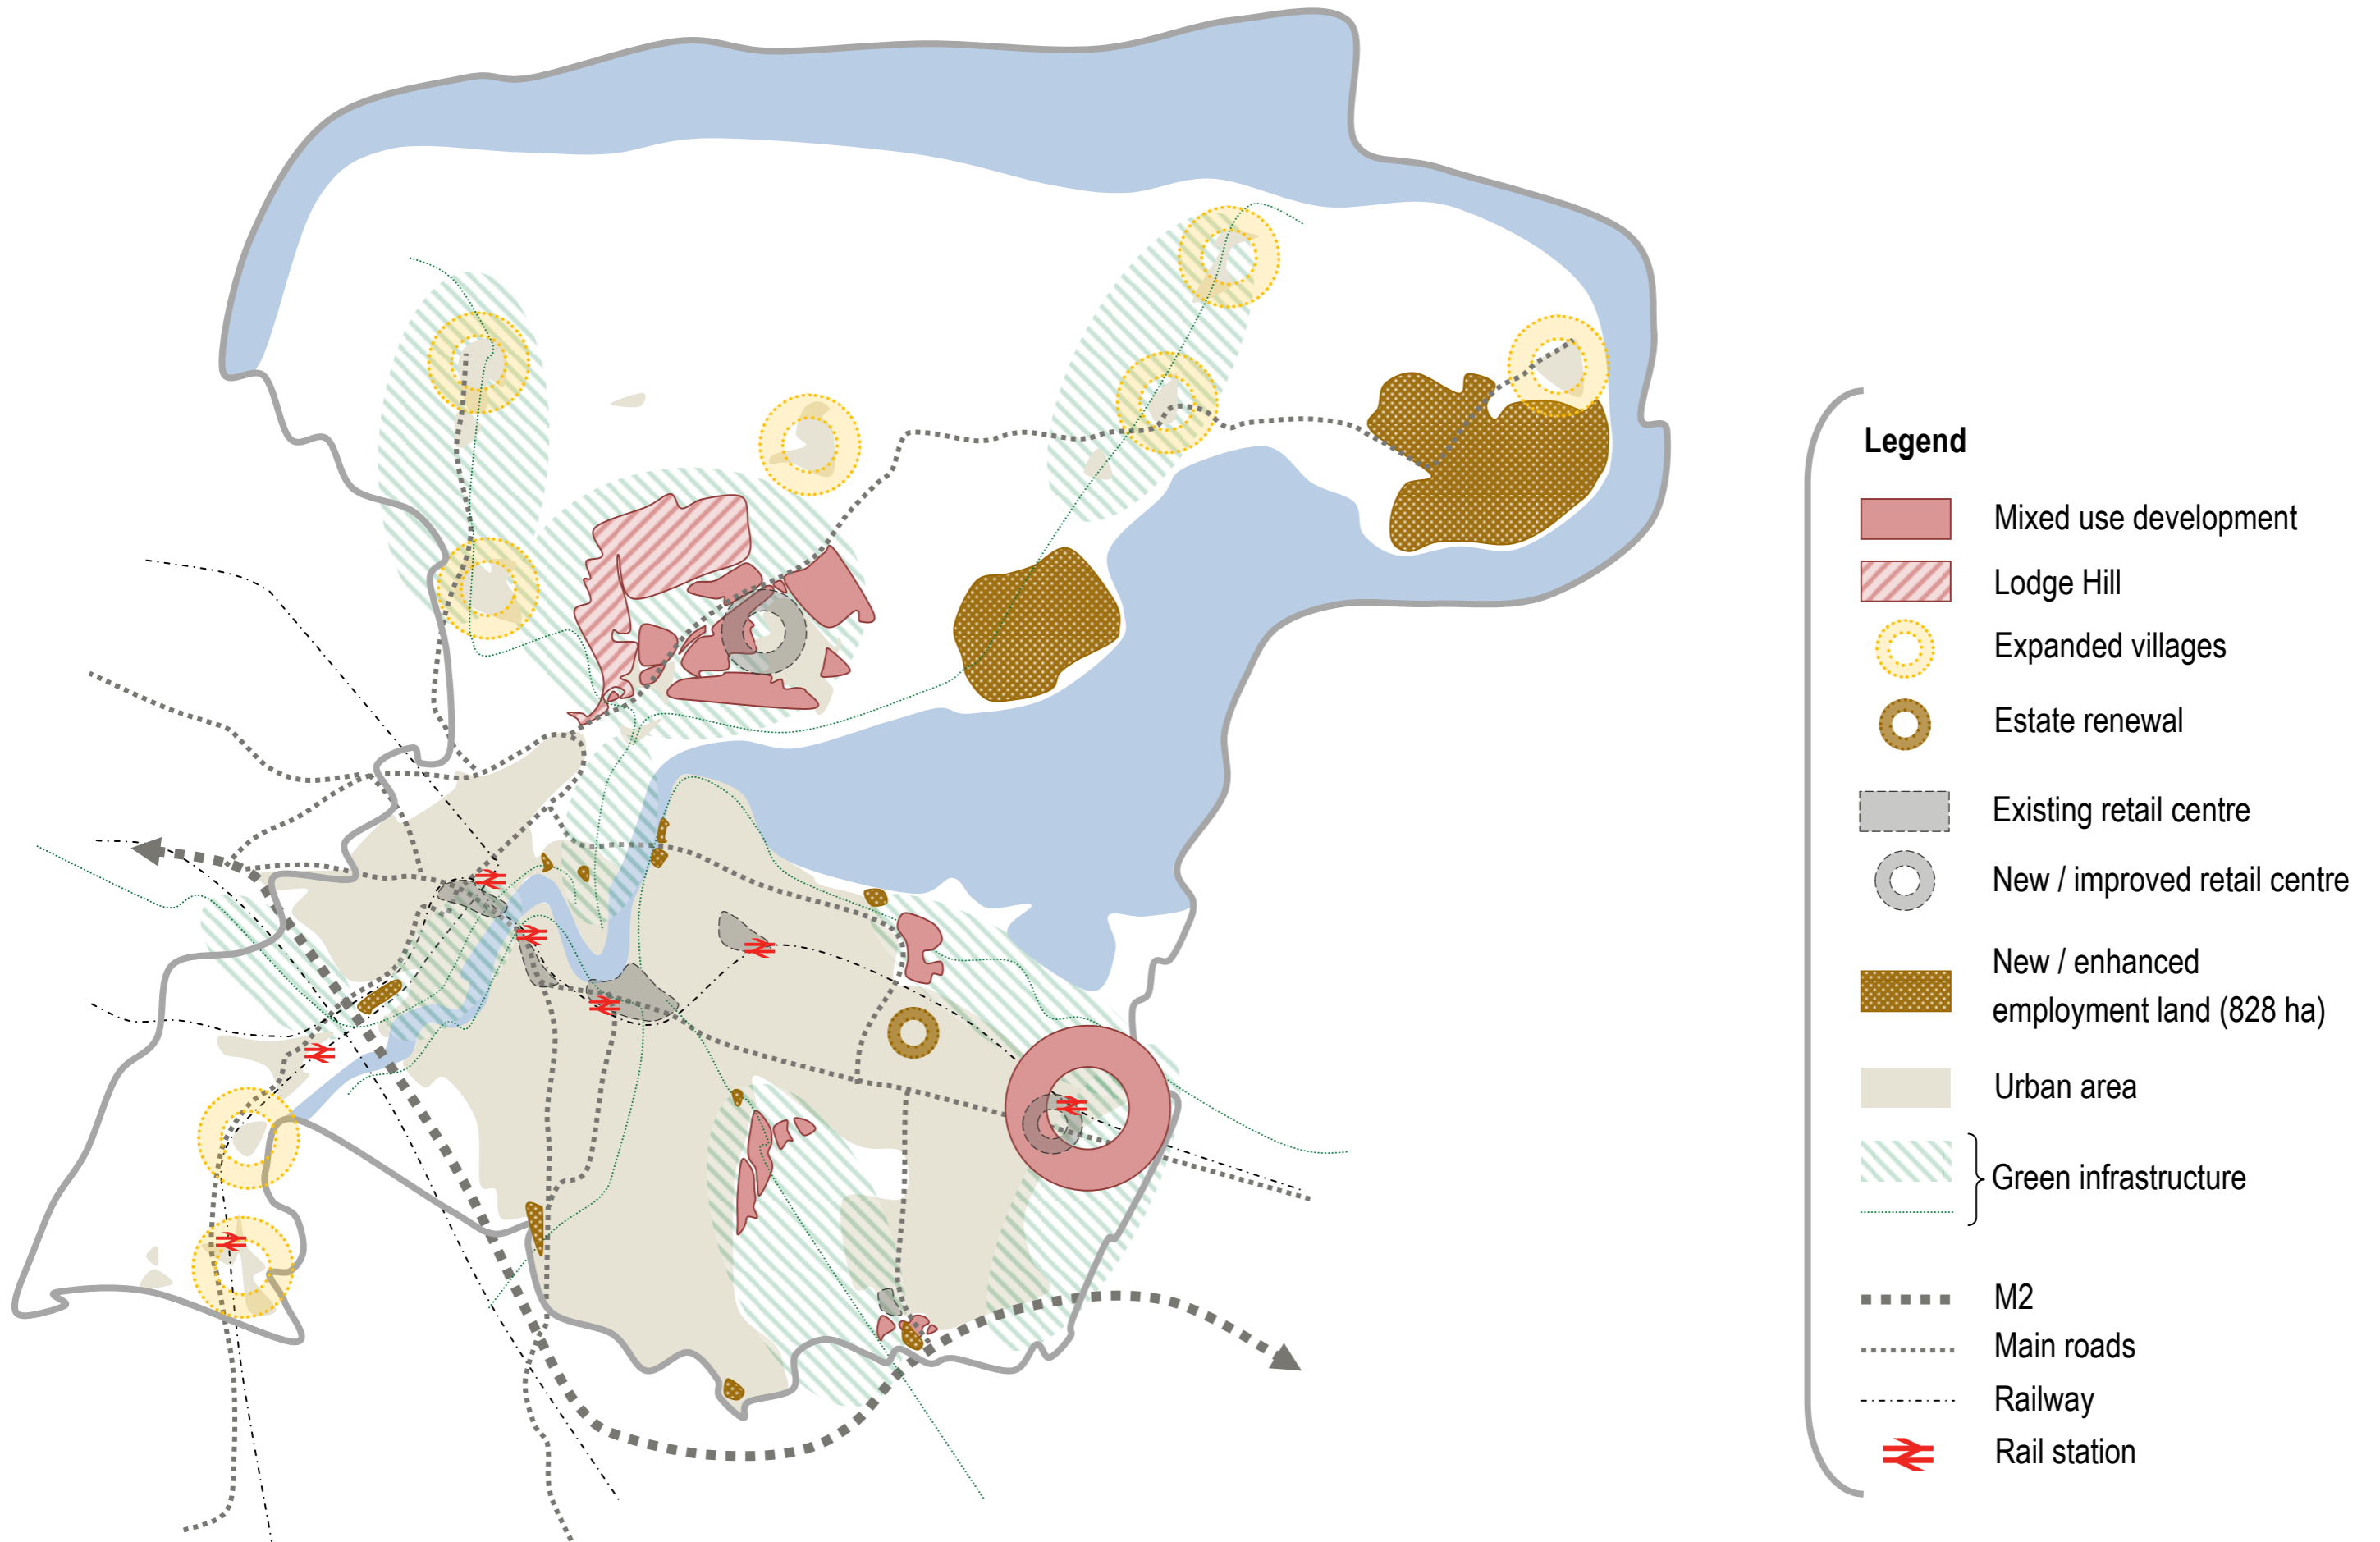 Legend
Mixed use development
Lodge Hill
Expanded villages
Estate renewal
Existing retail centre
New / improved retail centre
New / enhanced
employment land (828 ha)
Urban area
Green infrastructure
M2
Main roads
Railway
Rail station